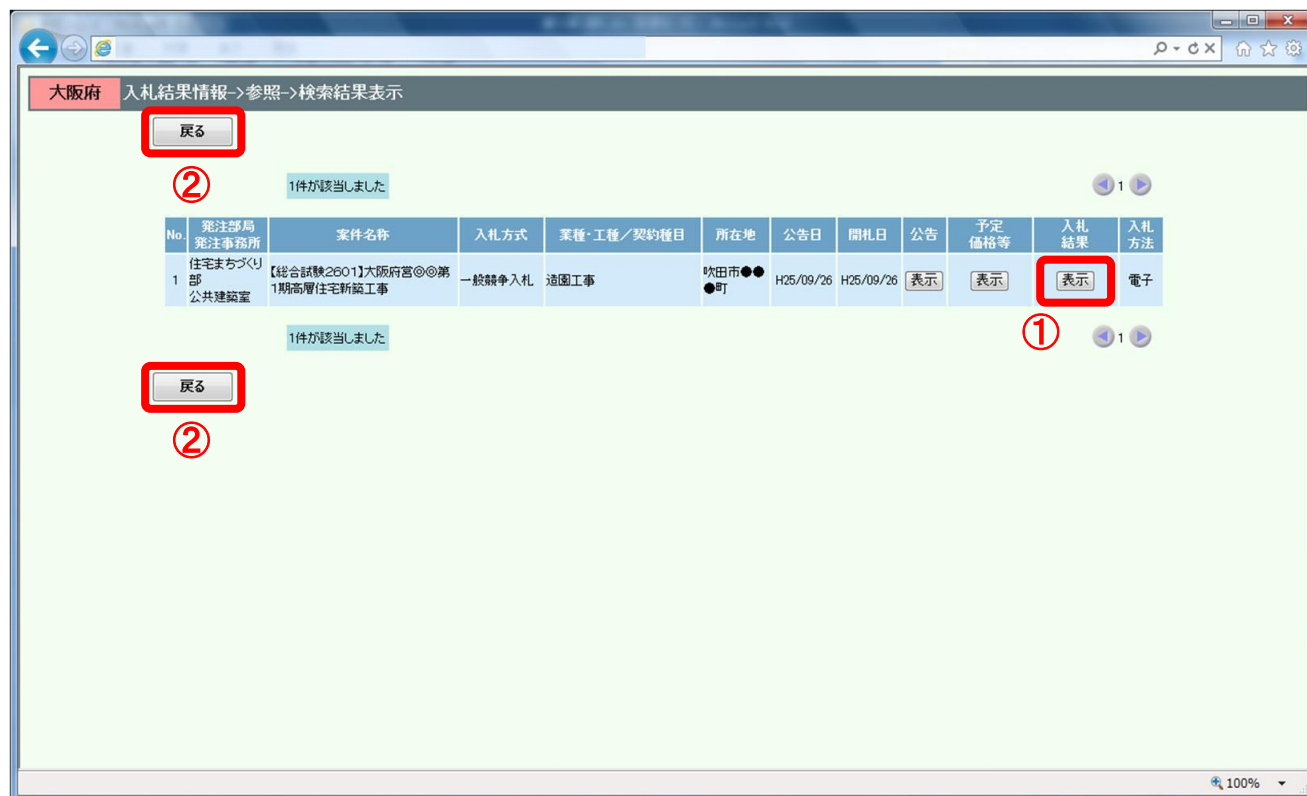 大阪府 入札結果情報->参照->検索結果表示
戻る
②
1件が該当しました
1
No. 発注部局 発注事務所 案件名称 入札方式 業種・工種/契約種目 所在地 公告日 開札日 公告 予定価格等 入札結果 入札方法
1 住宅まちづくり部 公共建築室 【総合試験2601】大阪府営◎◎第1期高層住宅新築工事 一般競争入札 造園工事 吹田市●●●町 H25/09/26 H25/09/26 表示 表示 表示 電子
①
1件が該当しました
1
戻る
②
100%